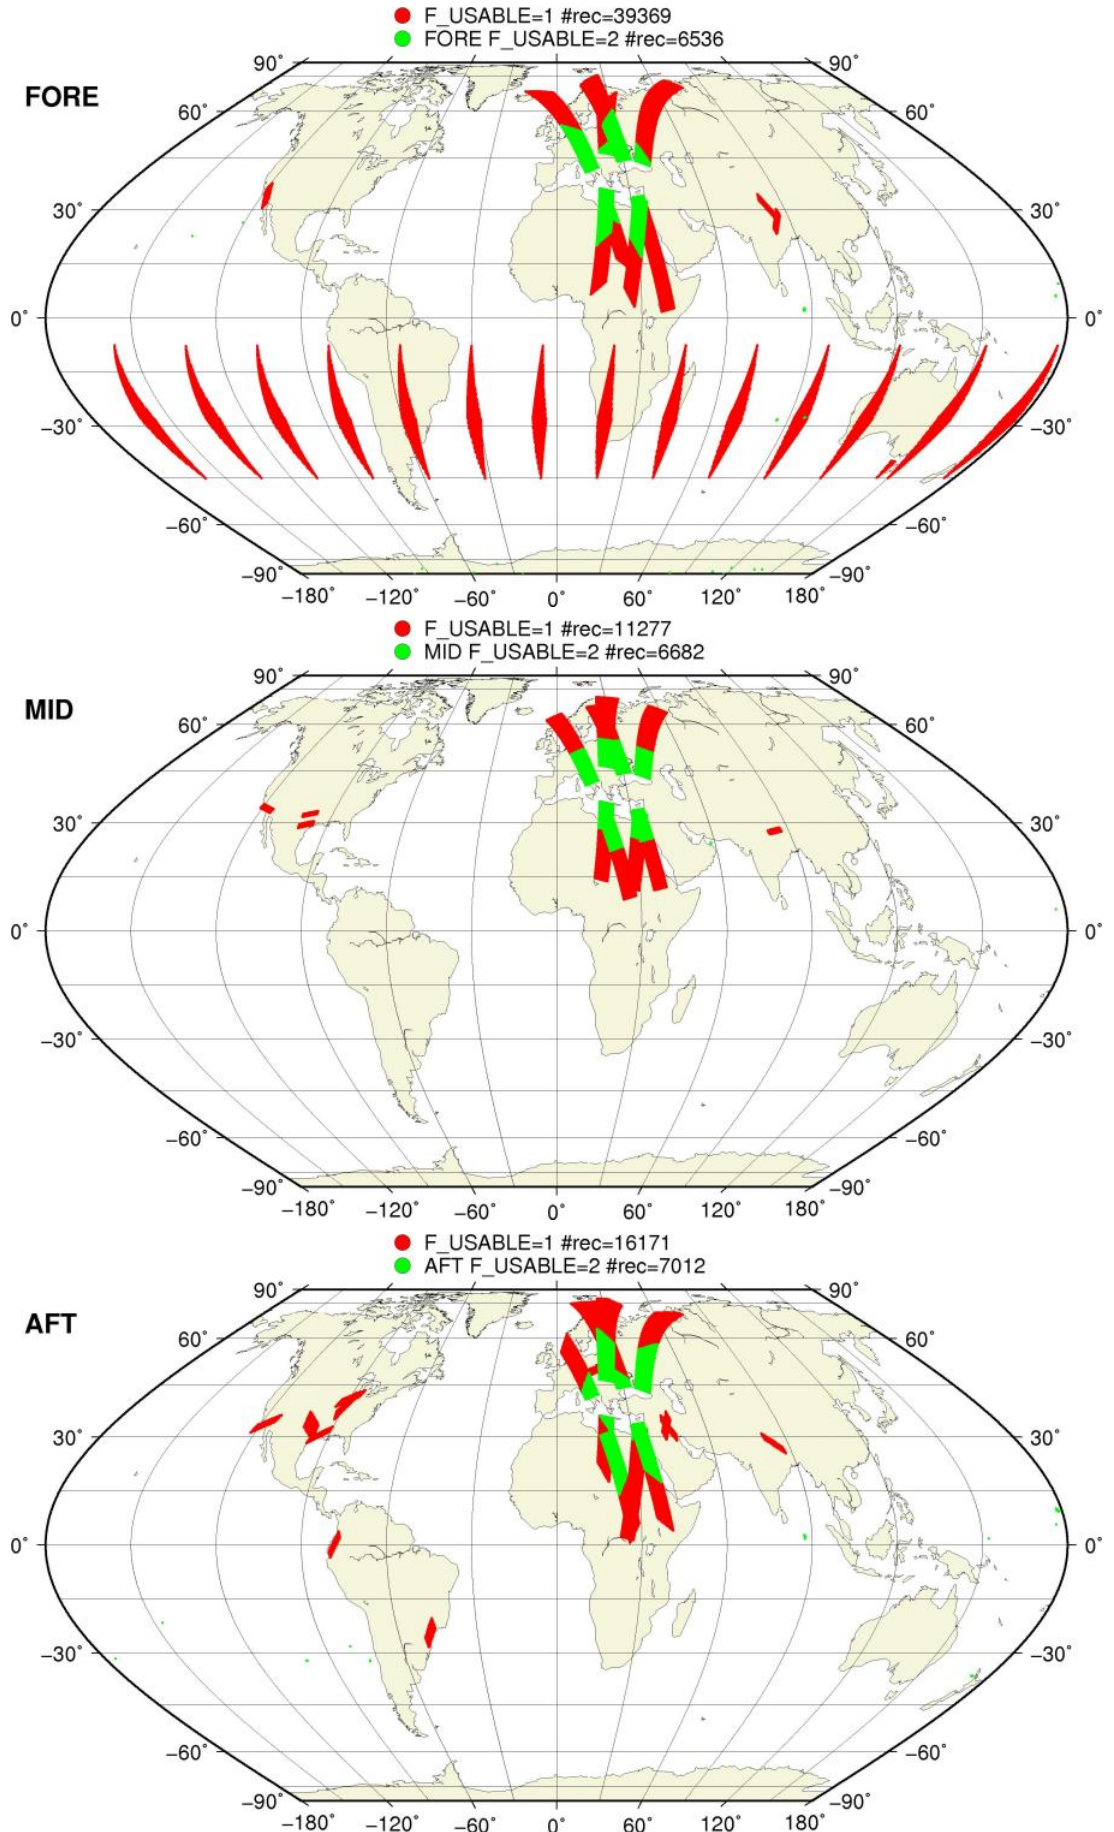 F_USABLE=1 #rec=39369
FORE F_USABLE=2 #rec=6536
FORE
90° 90°
60° 60°
30° 30°
0° 0°
−30° −30°
−60° −60°
−90° −90°
−180° −120° −60° 0° 60° 120° 180°
F_USABLE=1 #rec=11277
MID F_USABLE=2 #rec=6682
MID
90° 90°
60° 60°
30° 30°
0° 0°
−30° −30°
−60° −60°
−90° −90°
−180° −120° −60° 0° 60° 120° 180°
F_USABLE=1 #rec=16171
AFT F_USABLE=2 #rec=7012
AFT
90° 90°
60° 60°
30° 30°
0° 0°
−30° −30°
−60° −60°
−90° −90°
−180° −120° −60° 0° 60° 120° 180°